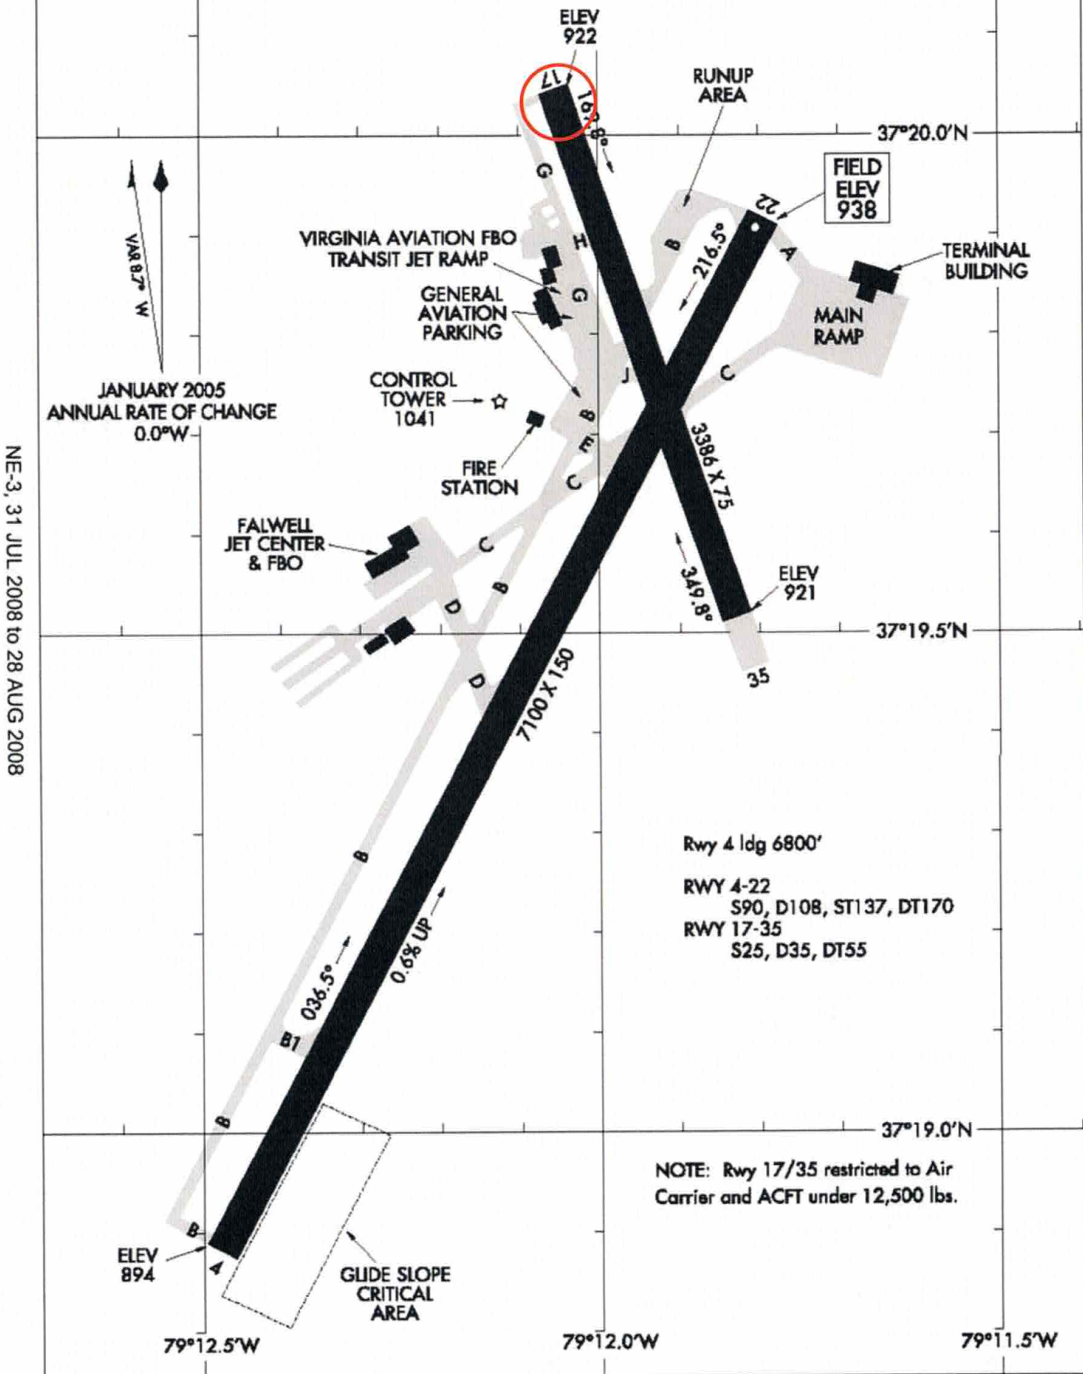 ELEV
922
17
169.8°
RUNUP
AREA
37°20.0'N
G
FIELD
ELEV
938
22
VAR 8.7° W
VIRGINIA AVIATION FBO
TRANSIT JET RAMP
H
B
216.5°
A
TERMINAL
BUILDING
GENERAL
AVIATION
PARKING
G
MAIN
RAMP
JANUARY 2005
ANNUAL RATE OF CHANGE
0.0°W
CONTROL
TOWER
1041
J
C
B
E
3386 X 75
FIRE
STATION
C
NE-3, 31 JUL 2008 to 28 AUG 2008
FALWELL
JET CENTER
& FBO
C
B
D
349.8°
ELEV
921
37°19.5'N
D
35
7100 X 150
Rwy 4 ldg 6800'
B
RWY 4-22
S90, D108, ST137, DT170
RWY 17-35
S25, D35, DT55
0.6% UP
036.5°
B1
B
37°19.0'N
NOTE: Rwy 17/35 restricted to Air
Carrier and ACFT under 12,500 lbs.
B
ELEV
894
4
GLIDE SLOPE
CRITICAL
AREA
79°12.5'W
79°12.0'W
79°11.5'W